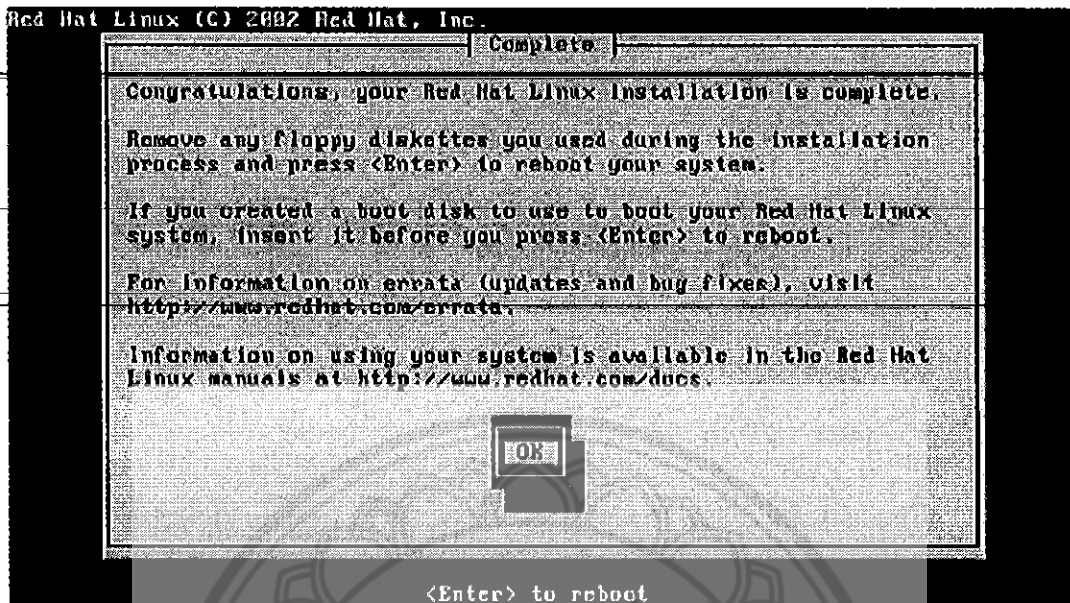 Red Hat Linux (C) 2002 Red Hat, Inc.
Complete
Congratulations, your Red Hat Linux installation is complete.
Remove any floppy diskettes you used during the installation
process and press <Enter> to reboot your system.
If you created a boot disk to use to boot your Red Hat Linux
system, insert it before you press <Enter> to reboot.
For information on errata (updates and bug fixes), visit
http://www.redhat.com/errata.
Information on using your system is available in the Red Hat
Linux manuals at http://www.redhat.com/docs.
OK
<Enter> to reboot